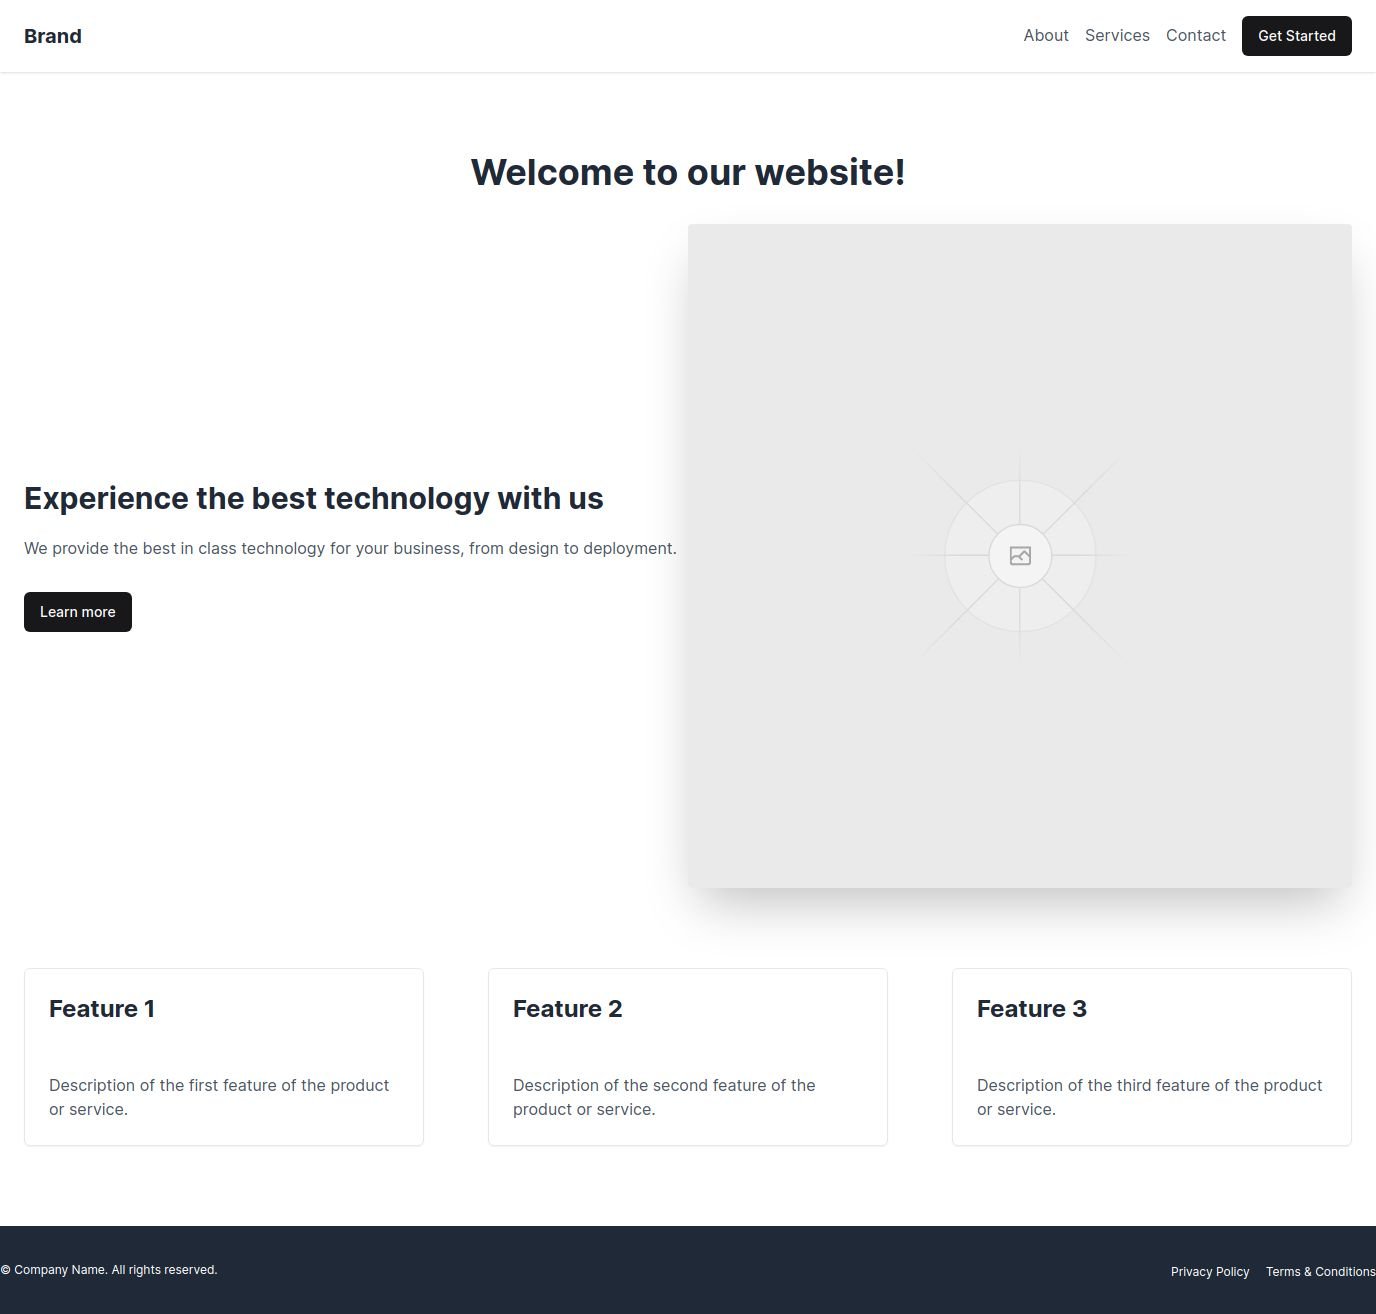 Brand
About Services Contact Get Started
Welcome to our website!
Experience the best technology with us
We provide the best in class technology for your business, from design to deployment.
Learn more
Feature 1
Description of the first feature of the product
or service.
Feature 2
Description of the second feature of the
product or service.
Feature 3
Description of the third feature of the product
or service.
© Company Name. All rights reserved.
Privacy Policy Terms & Conditions